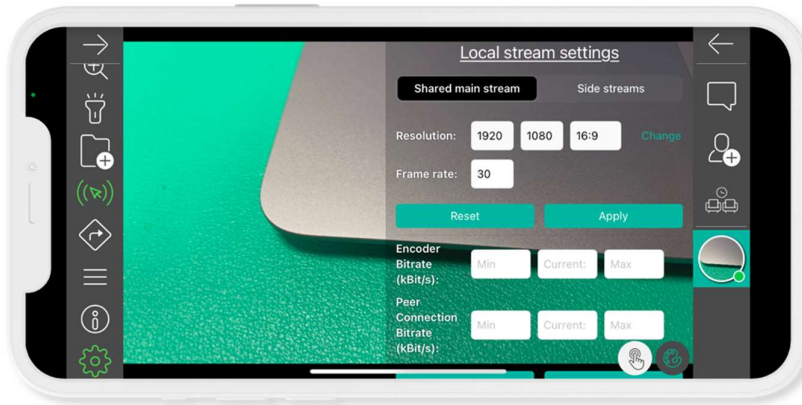 Local stream settings
Shared main stream Side streams
Resolution: 1920 1080 16:9 Change
Frame rate: 30
Reset Apply
Encoder
Bitrate
(kBit/s):
Min Current: Max
Peer
Connection
Bitrate
(kBit/s):
Min Current: Max